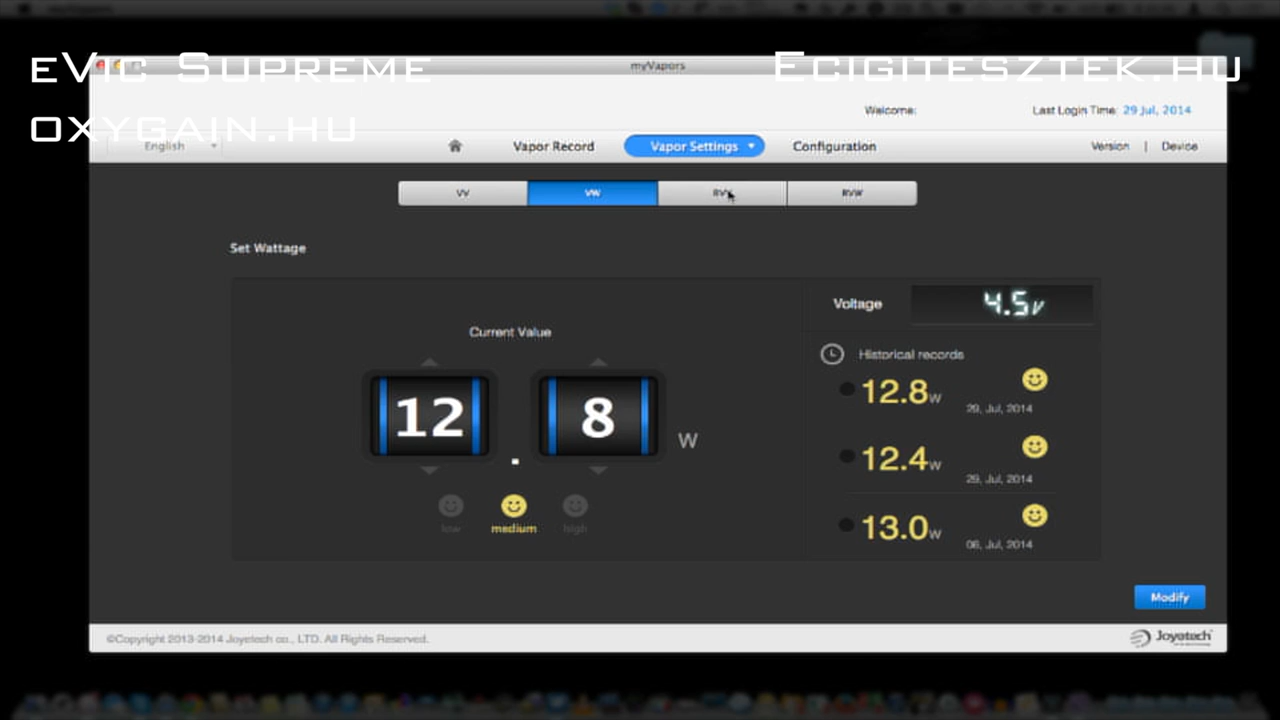 eVic Supreme
Ecigitesztek.hu
oxygain.hu
myVapors
Welcome:
Last Login Time: 29 Jul, 2014
English
Vapor Record
Vapor Settings
Configuration
Version | Device
VV
VW
RVW
Set Wattage
Current Value
12.8 W
low
medium
high
Voltage
4.5V
Historical records
12.8W
29, Jul, 2014
12.4W
29, Jul, 2014
13.0W
06, Jul, 2014
Modify
©Copyright 2013-2014 Joyetech co., LTD. All Rights Reserved.
Joyetech